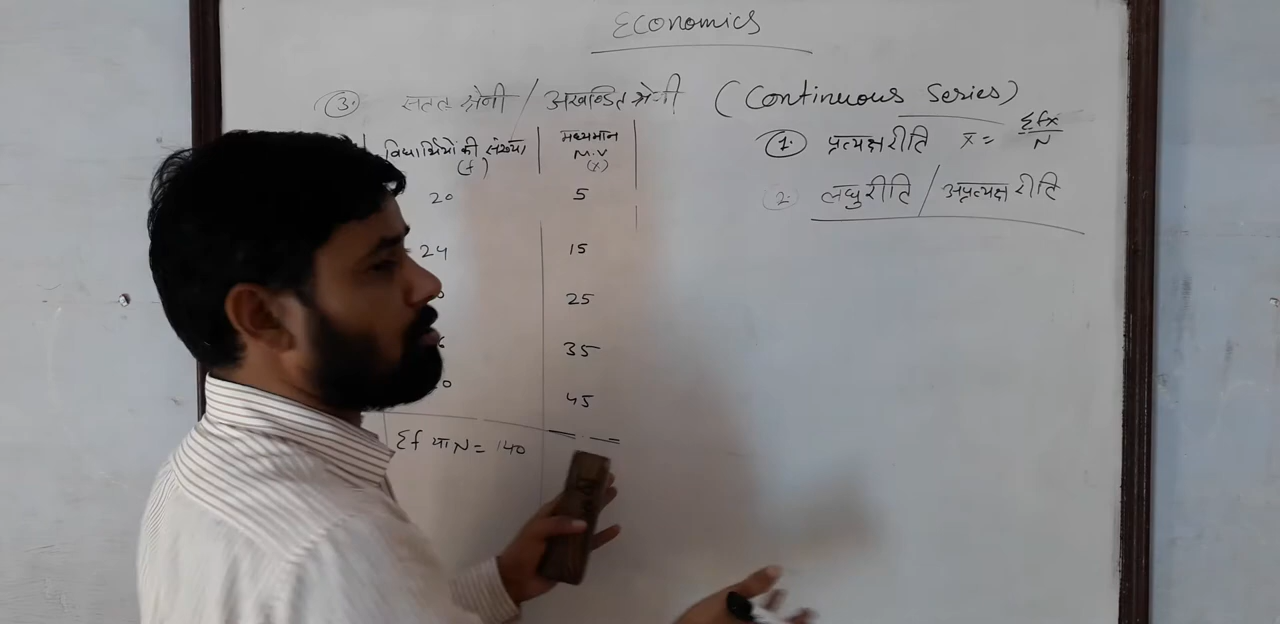 Economics
3. सतत श्रेणी / अखण्डित श्रेणी (Continuous Series)
विद्यार्थियों की संख्या (f)
मध्यमान M.V (x)
1. प्रत्यक्ष रीति x̄ = Σfx/N
2. लघु रीति / अप्रत्यक्ष रीति
20 5
24 15
25
35
45
Σf या N = 140